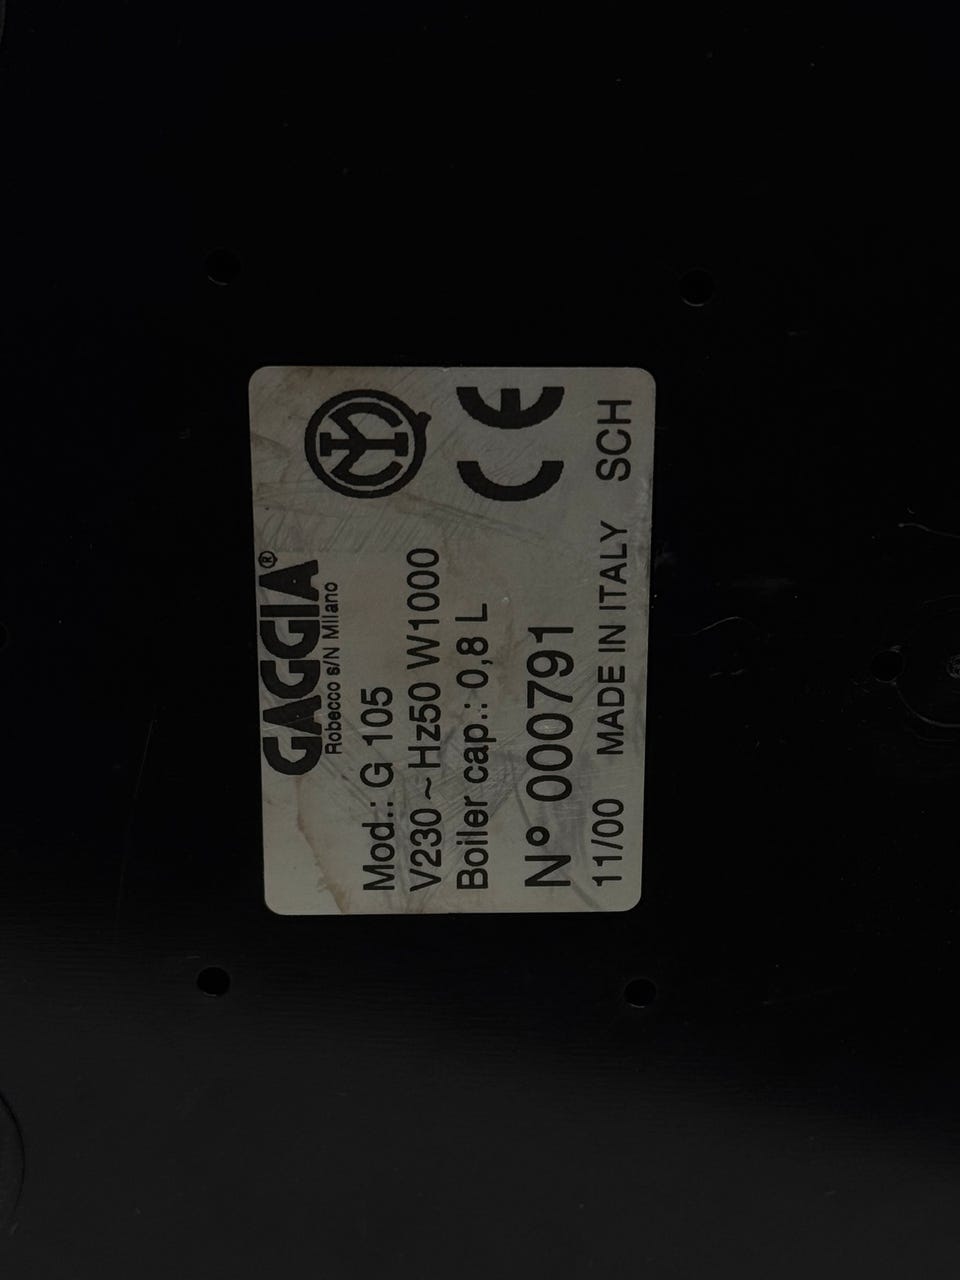 GAGGIA®
Robecco s/N Milano
Mod.: G 105
V230 ~ Hz50 W1000
Boiler cap.: 0,8 L
CE
N° 000791
11/00 MADE IN ITALY SCH